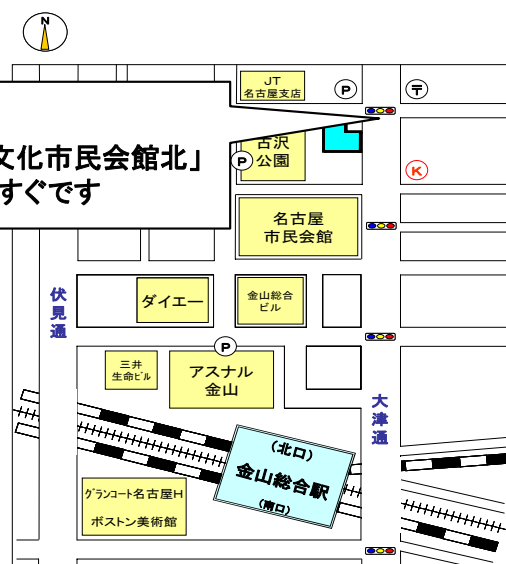 N
JT
名古屋支店
P
〒
文化市民会館北」
すぐです
古沢
公園
P
K
名古屋
市民会館
伏見通
ダイエー
金山総合
ビル
P
三井
生命ビル
アスナル
金山
大津通
(北口)
金山総合駅
(南口)
グランコート名古屋H
ボストン美術館